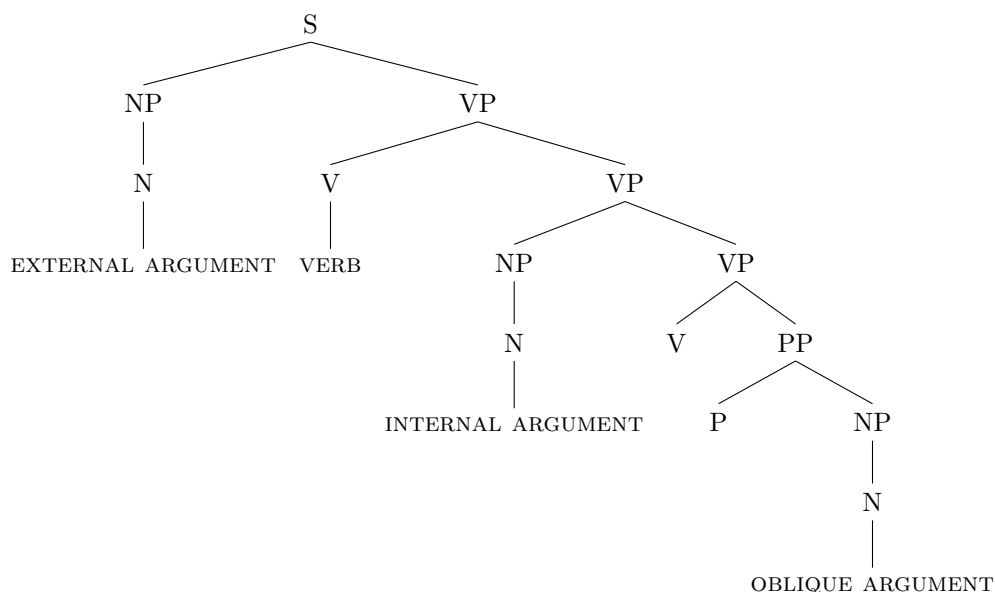 S
NP VP
N V VP
EXTERNAL ARGUMENT VERB NP VP
N V PP
INTERNAL ARGUMENT P NP
N
OBLIQUE ARGUMENT